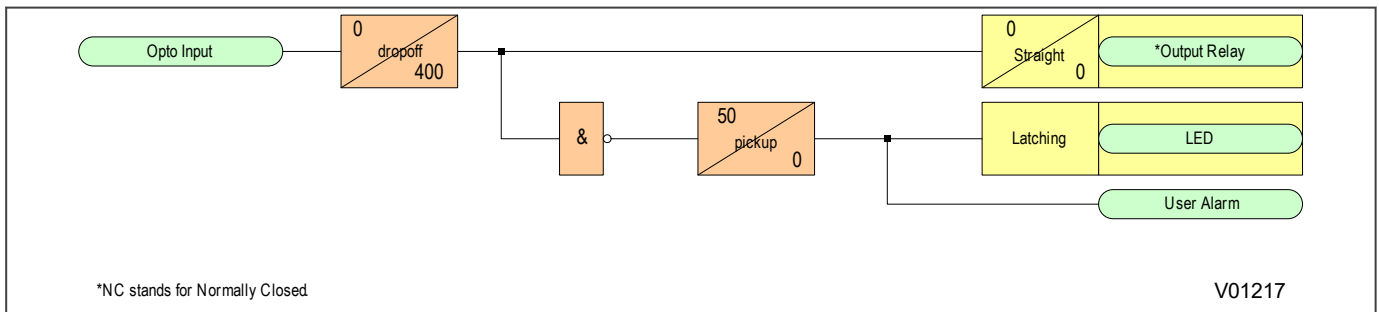 0
dropoff
400
Opto Input
0
Straight
0
*Output Relay
&
50
pickup
0
Latching
LED
User Alarm
*NC stands for Normally Closed.
V01217